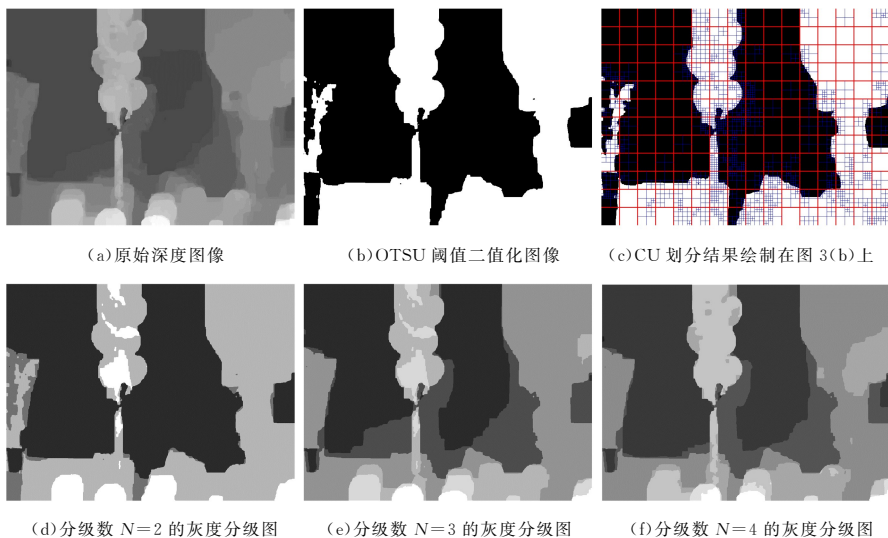 (a)原始深度图像
(b)OTSU 阈值二值化图像
(c)CU 划分结果绘制在图 3(b)上
(d)分级数 N=2 的灰度分级图
(e)分级数 N=3 的灰度分级图
(f)分级数 N=4 的灰度分级图